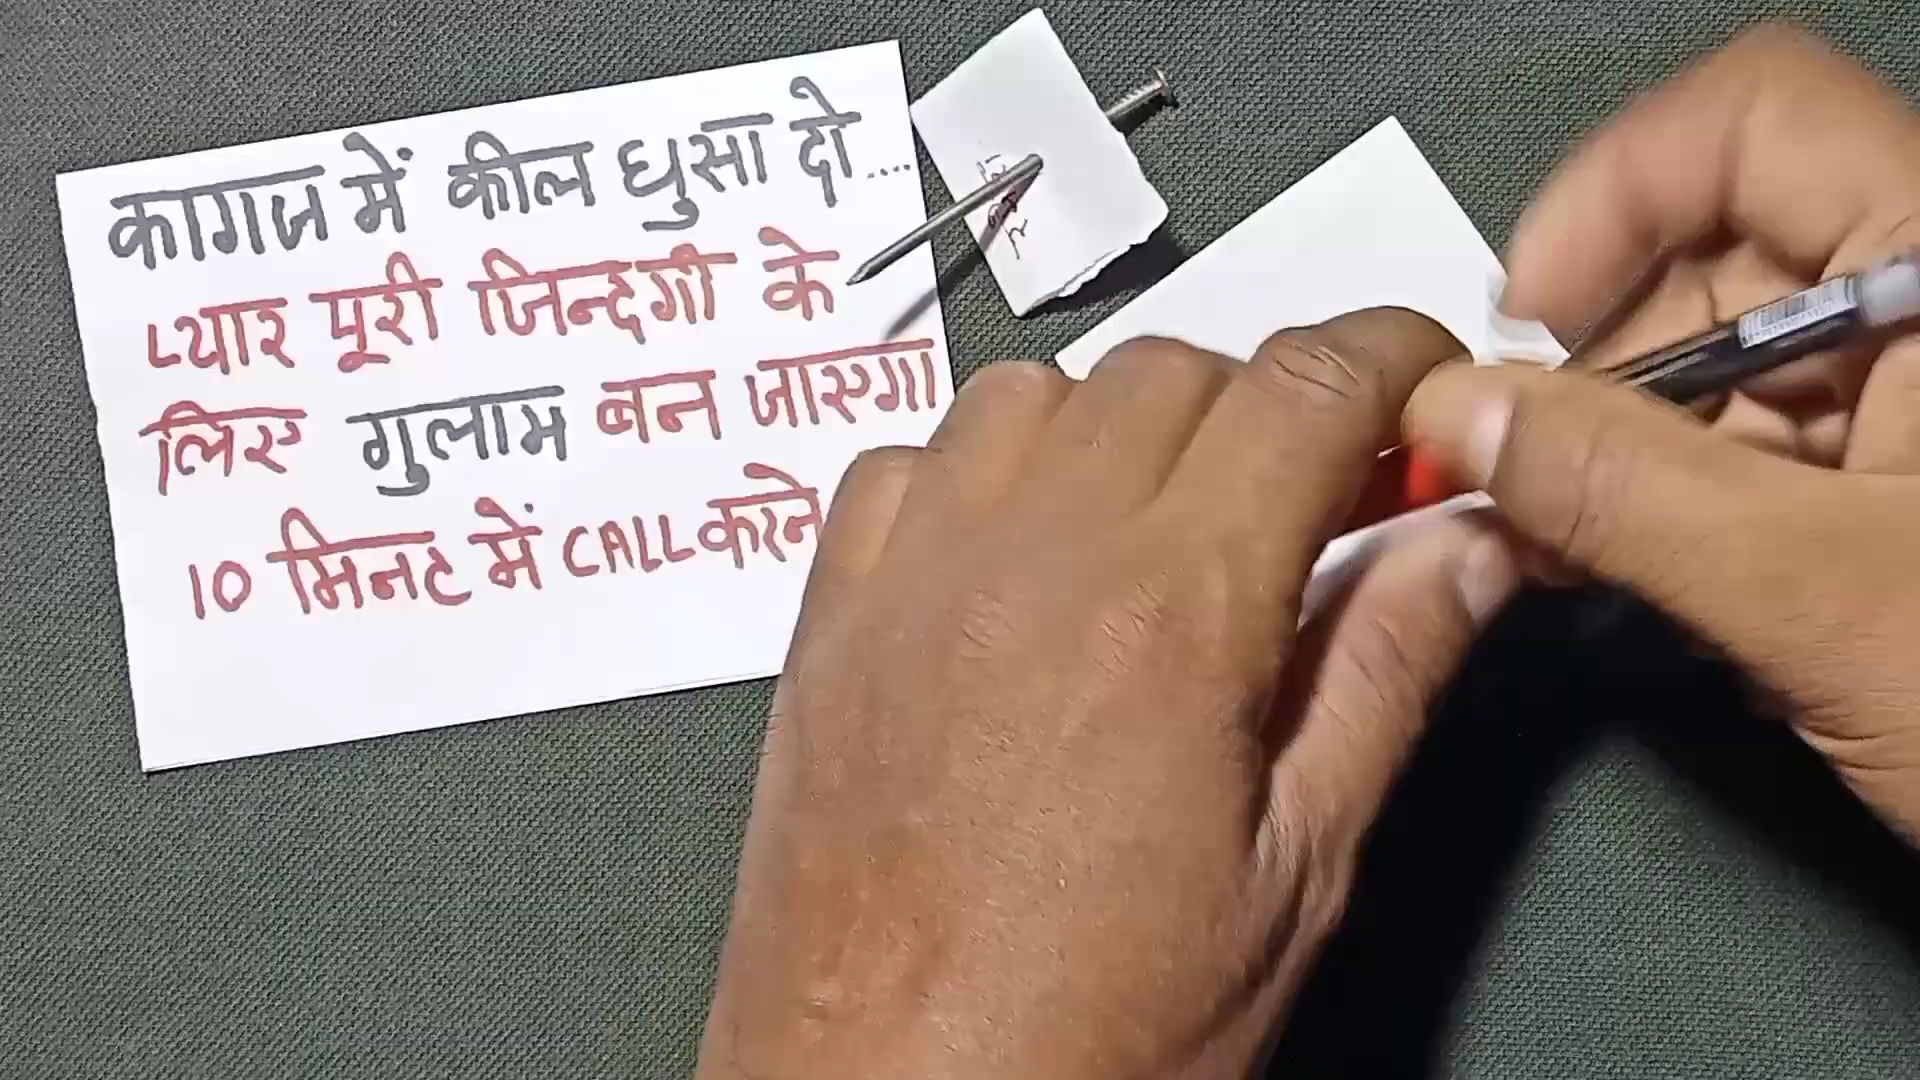 कागज में कील घुसा दो....
प्यार पूरी जिन्दगी के
लिए गुलाम बन जाएगा
10 मिनट में CALL करने